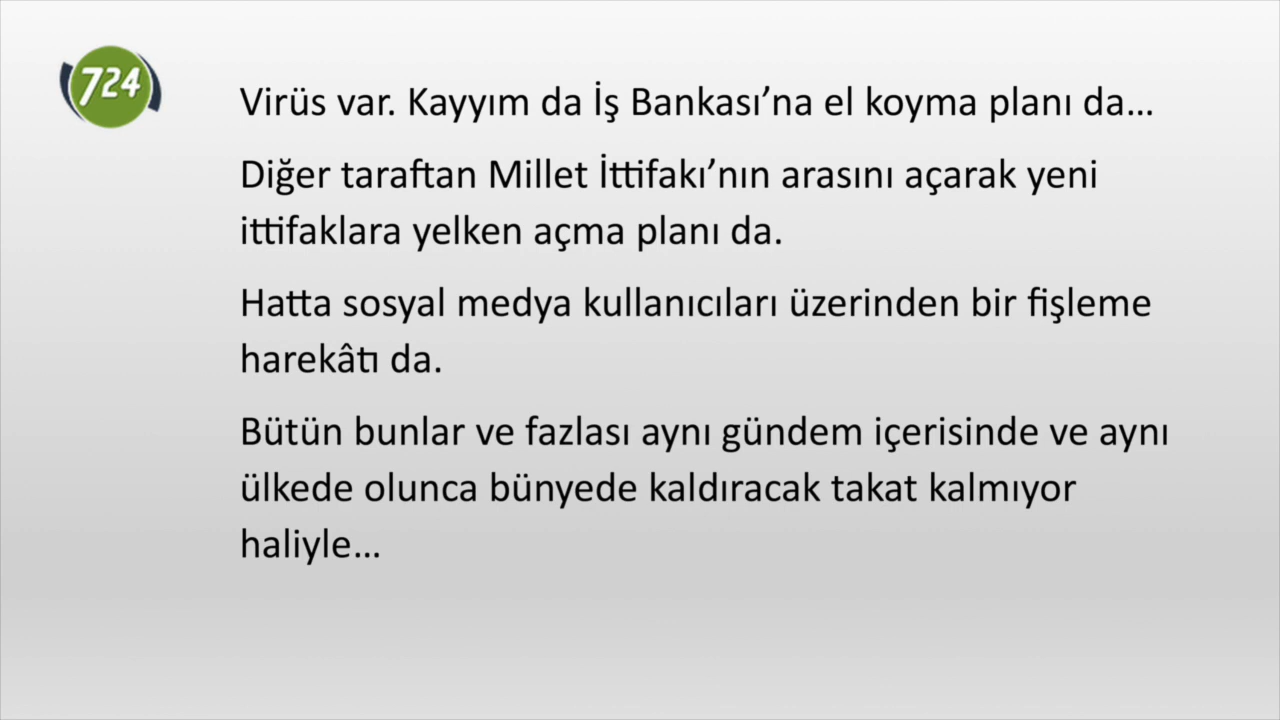 724
Virüs var. Kayyım da İş Bankası’na el koyma planı da…
Diğer taraftan Millet İttifakı’nın arasını açarak yeni
ittifaklara yelken açma planı da.
Hatta sosyal medya kullanıcıları üzerinden bir fişleme
harekâtı da.
Bütün bunlar ve fazlası aynı gündem içerisinde ve aynı
ülkede olunca bünyede kaldıracak takat kalmıyor
haliyle…